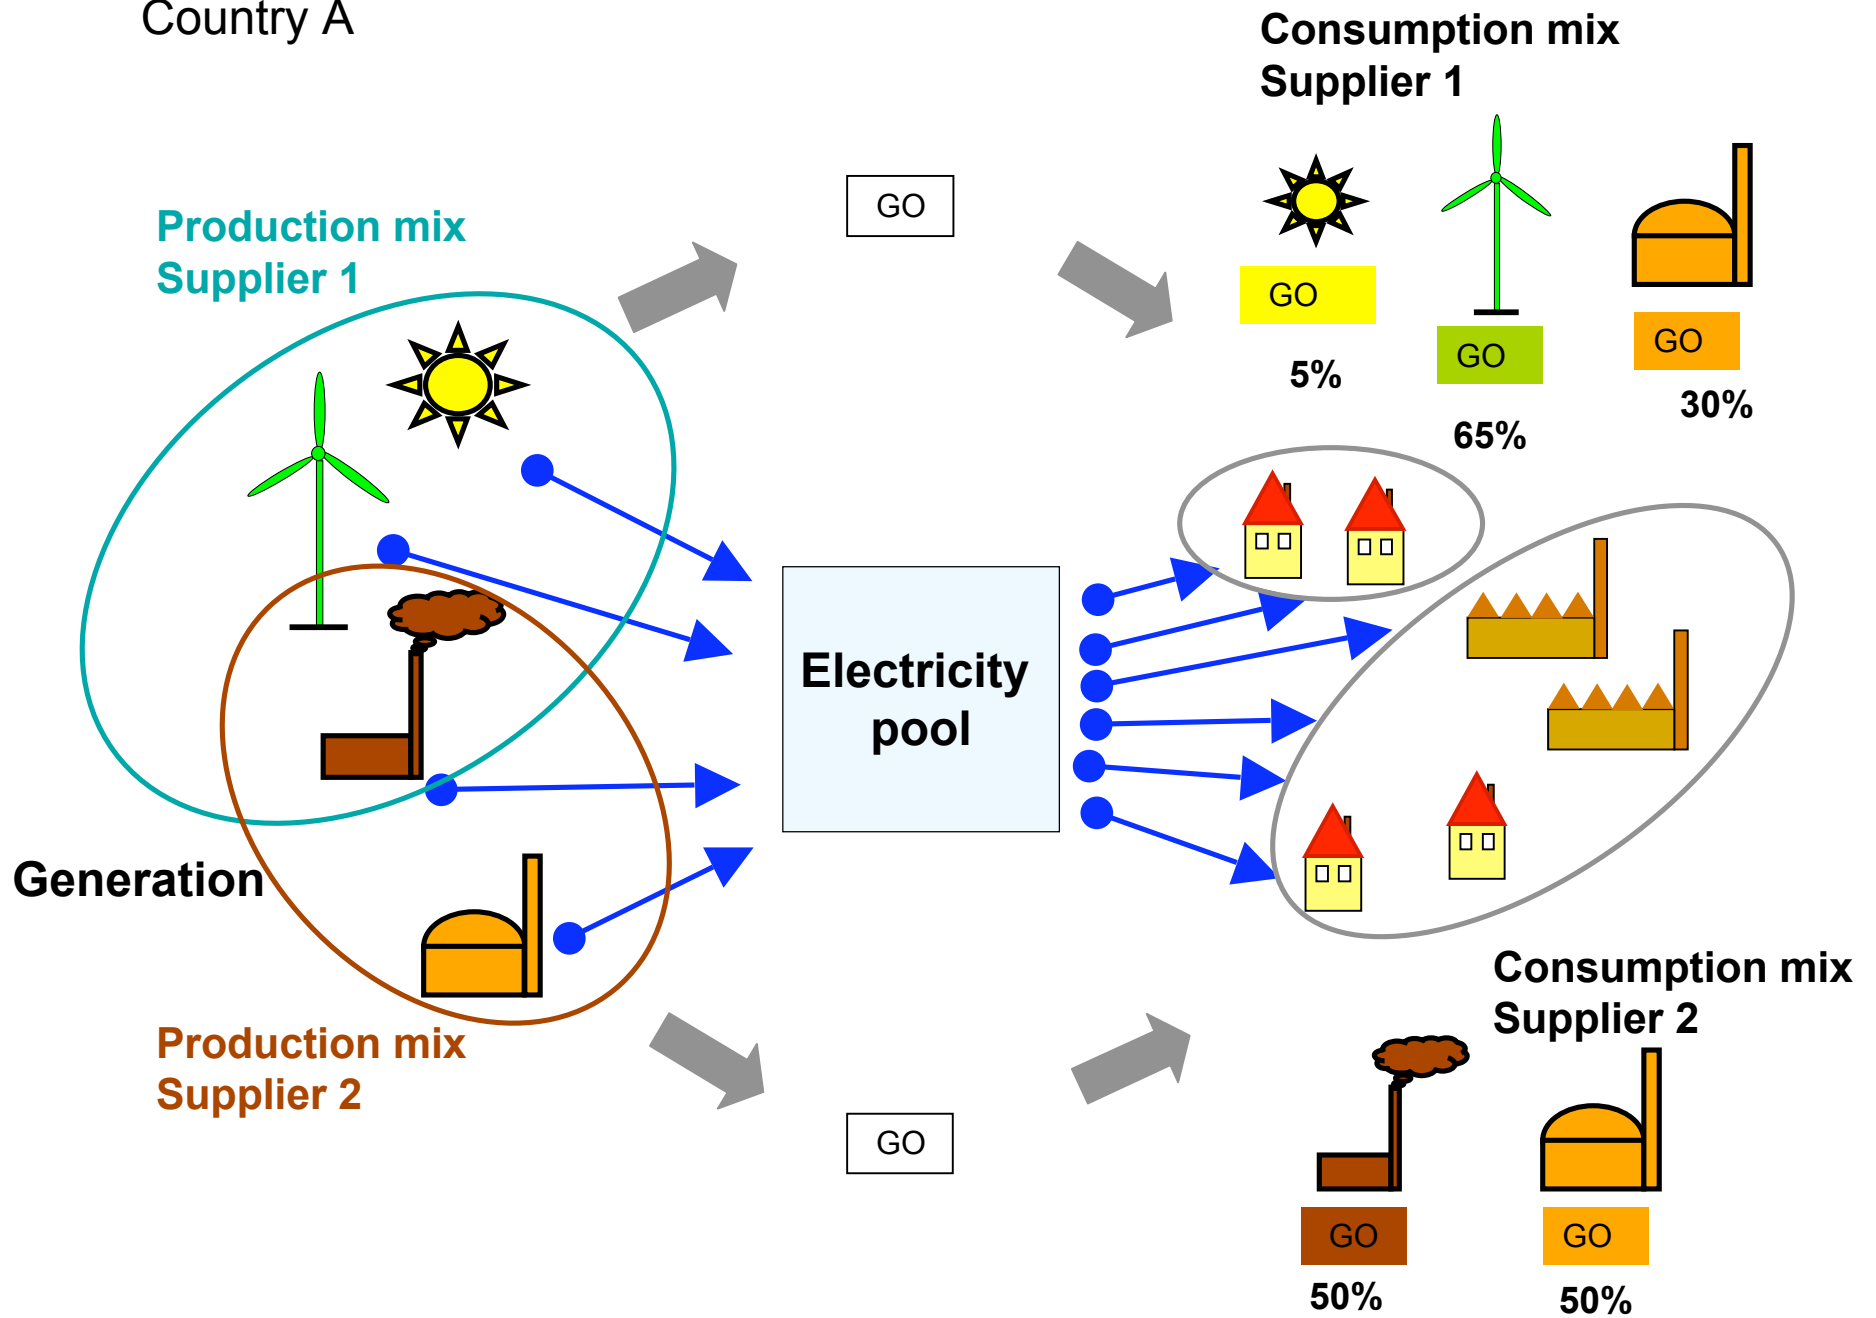 Country A
Consumption mix
Supplier 1
GO
Production mix
Supplier 1
GO
GO
GO
5%
30%
65%
Electricity
pool
Generation
Consumption mix
Supplier 2
Production mix
Supplier 2
GO
GO
GO
50%
50%